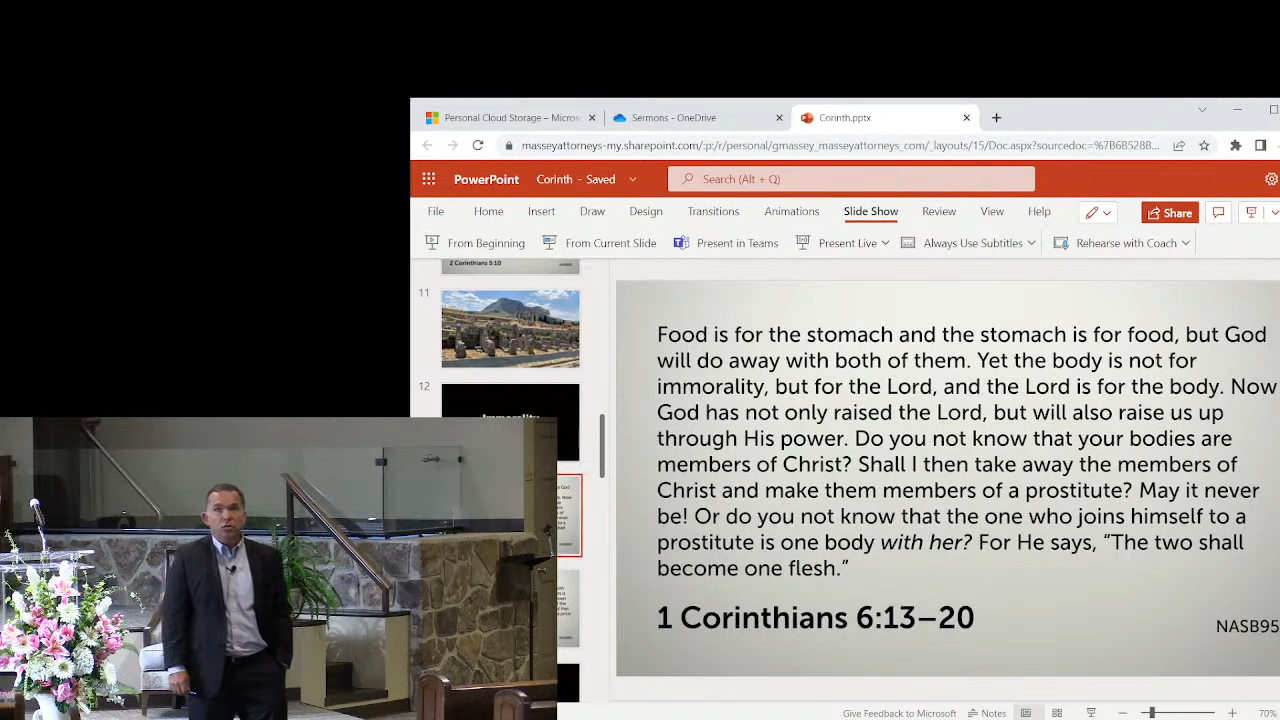 Personal Cloud Storage – Micros
Sermons - OneDrive
Corinth.pptx
masseyattorneys-my.sharepoint.com/:p:/r/personal/gmassey_masseyattorneys_com/_layouts/15/Doc.aspx?sourcedoc=%7B6B528B...
PowerPoint
Corinth - Saved
Search (Alt + Q)
File Home Insert Draw Design Transitions Animations Slide Show Review View Help
Share
From Beginning From Current Slide Present in Teams Present Live Always Use Subtitles Rehearse with Coach
2 Corinthians 5:10
11
12
Immorality
Food is for the stomach and the stomach is for food, but God
will do away with both of them. Yet the body is not for
immorality, but for the Lord, and the Lord is for the body. Now
God has not only raised the Lord, but will also raise us up
through His power. Do you not know that your bodies are
members of Christ? Shall I then take away the members of
Christ and make them members of a prostitute? May it never
be! Or do you not know that the one who joins himself to a
prostitute is one body with her? For He says, “The two shall
become one flesh.”
1 Corinthians 6:13–20
NASB95
Give Feedback to Microsoft Notes 70%